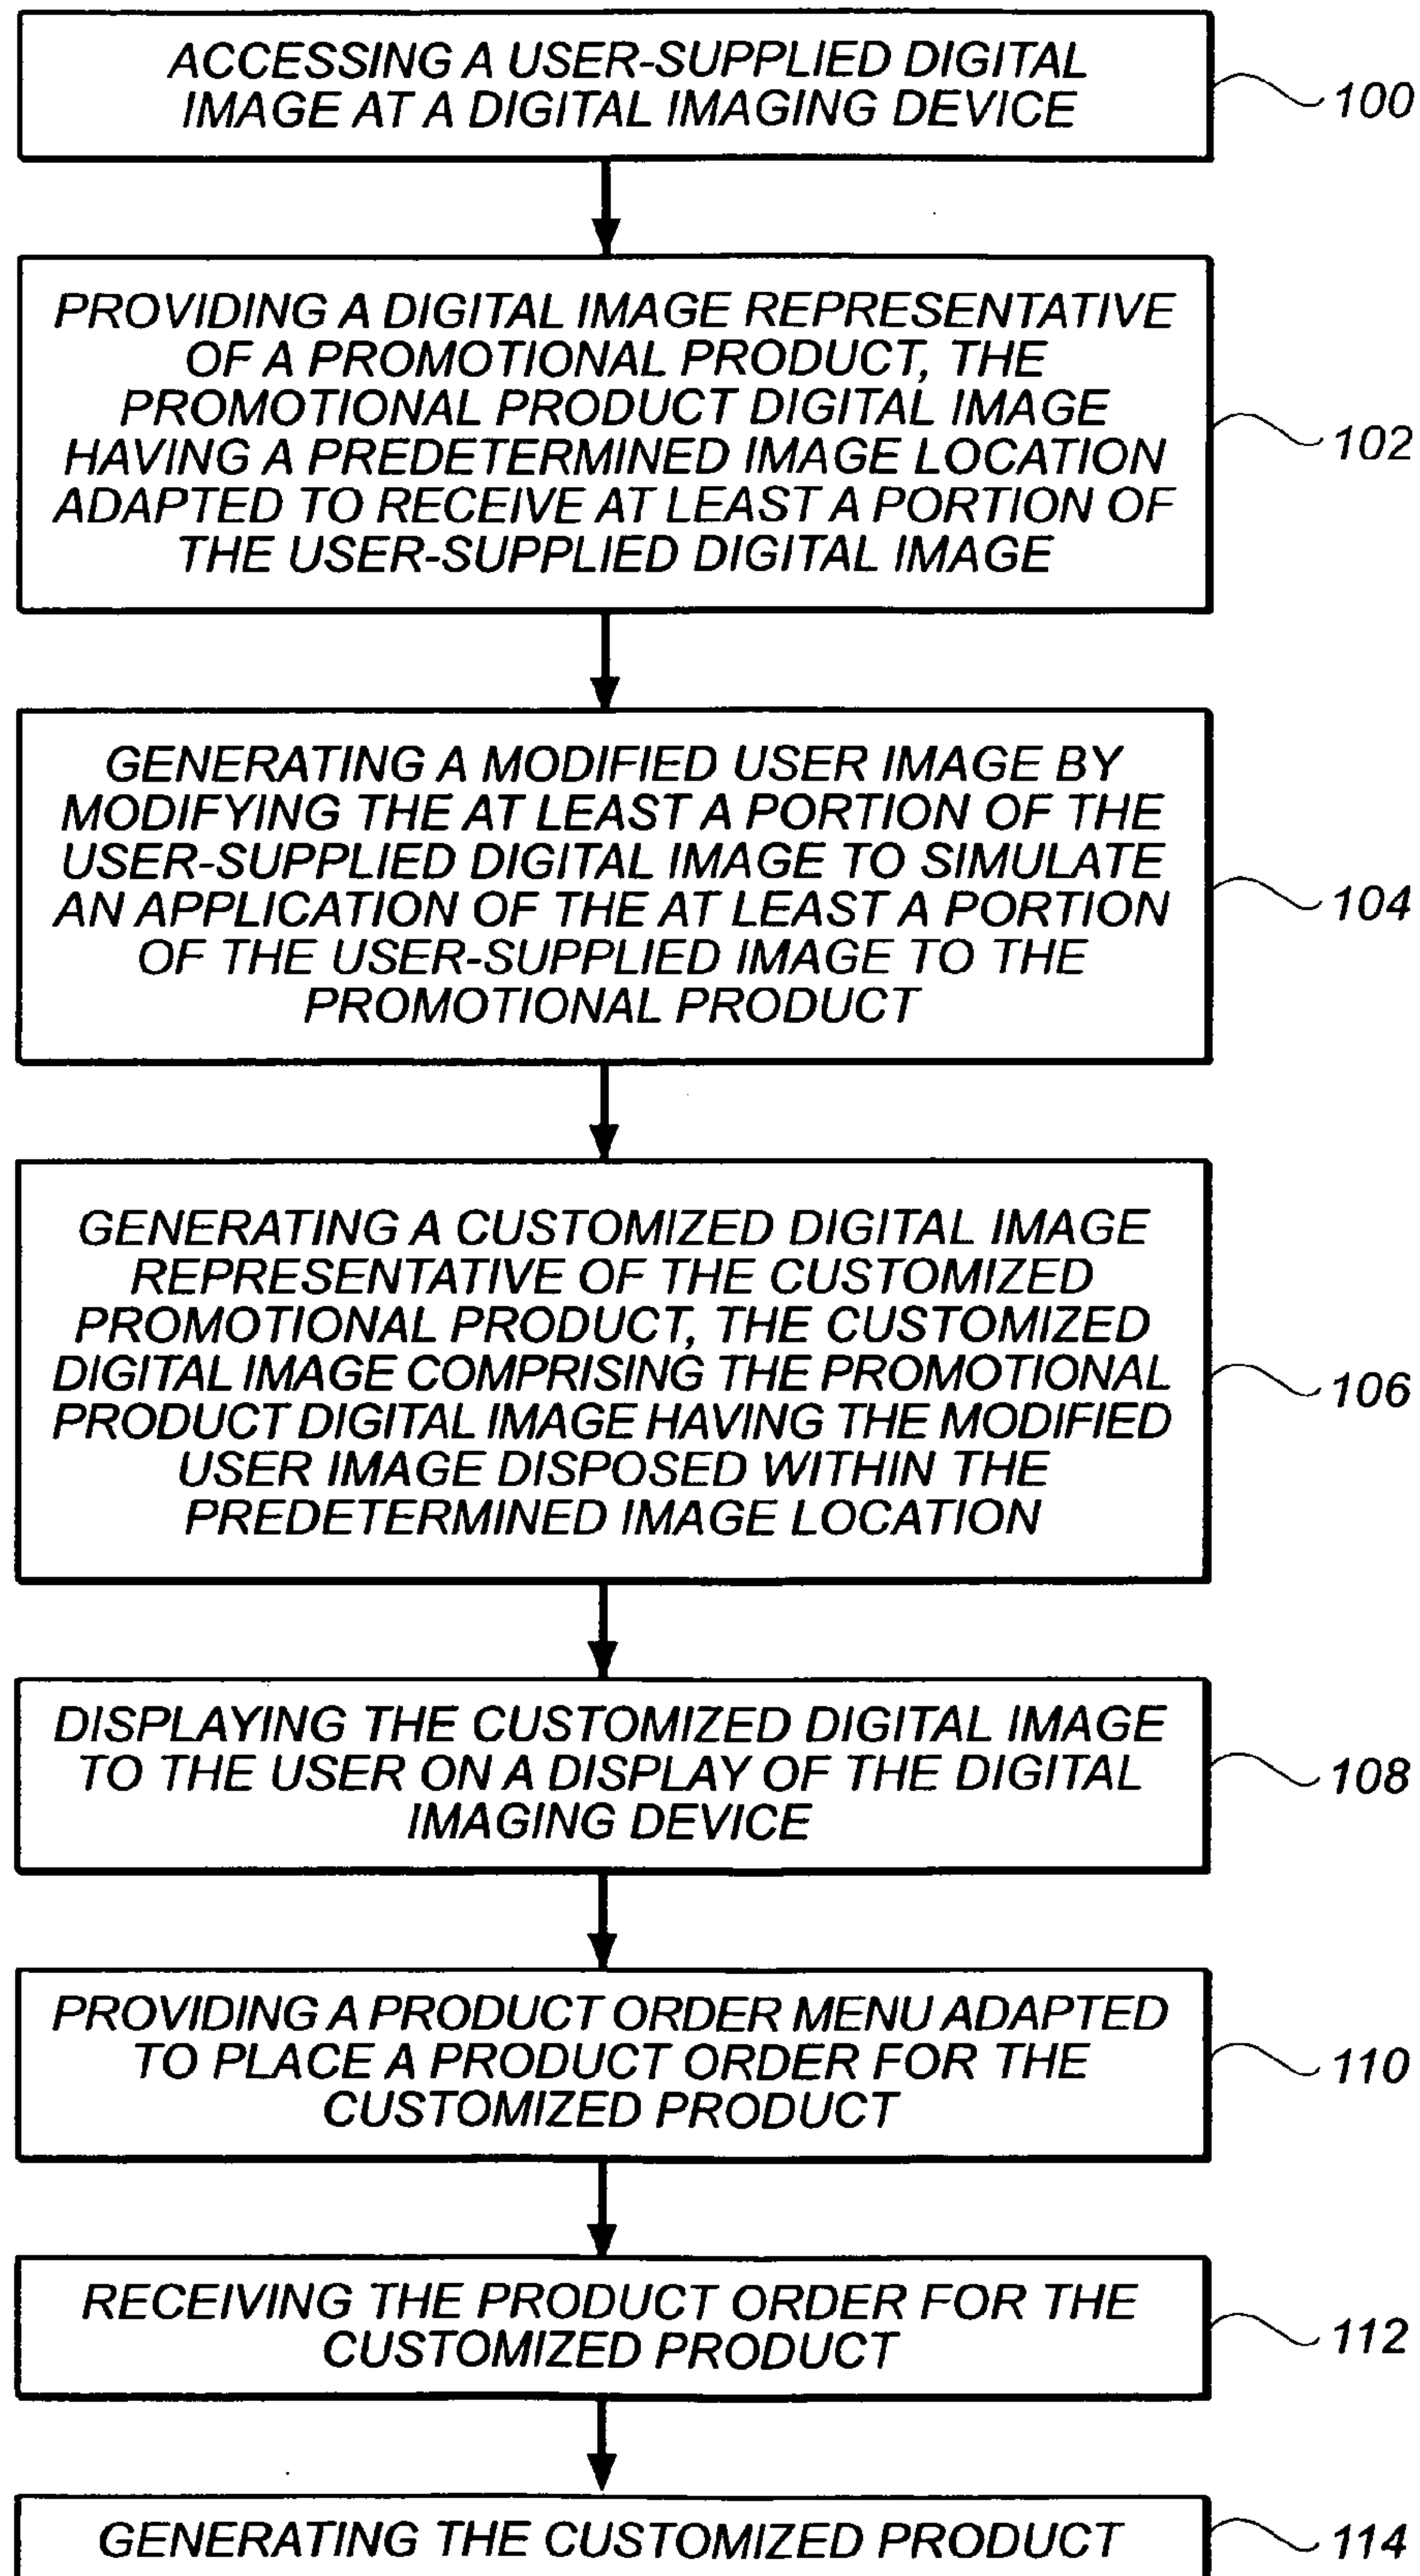 ACCESSING A USER-SUPPLIED DIGITAL
IMAGE AT A DIGITAL IMAGING DEVICE
100
PROVIDING A DIGITAL IMAGE REPRESENTATIVE
OF A PROMOTIONAL PRODUCT, THE
PROMOTIONAL PRODUCT DIGITAL IMAGE
HAVING A PREDETERMINED IMAGE LOCATION
ADAPTED TO RECEIVE AT LEAST A PORTION OF
THE USER-SUPPLIED DIGITAL IMAGE
102
GENERATING A MODIFIED USER IMAGE BY
MODIFYING THE AT LEAST A PORTION OF THE
USER-SUPPLIED DIGITAL IMAGE TO SIMULATE
AN APPLICATION OF THE AT LEAST A PORTION
OF THE USER-SUPPLIED IMAGE TO THE
PROMOTIONAL PRODUCT
104
GENERATING A CUSTOMIZED DIGITAL IMAGE
REPRESENTATIVE OF THE CUSTOMIZED
PROMOTIONAL PRODUCT, THE CUSTOMIZED
DIGITAL IMAGE COMPRISING THE PROMOTIONAL
PRODUCT DIGITAL IMAGE HAVING THE MODIFIED
USER IMAGE DISPOSED WITHIN THE
PREDETERMINED IMAGE LOCATION
106
DISPLAYING THE CUSTOMIZED DIGITAL IMAGE
TO THE USER ON A DISPLAY OF THE DIGITAL
IMAGING DEVICE
108
PROVIDING A PRODUCT ORDER MENU ADAPTED
TO PLACE A PRODUCT ORDER FOR THE
CUSTOMIZED PRODUCT
110
RECEIVING THE PRODUCT ORDER FOR THE
CUSTOMIZED PRODUCT
112
GENERATING THE CUSTOMIZED PRODUCT
114